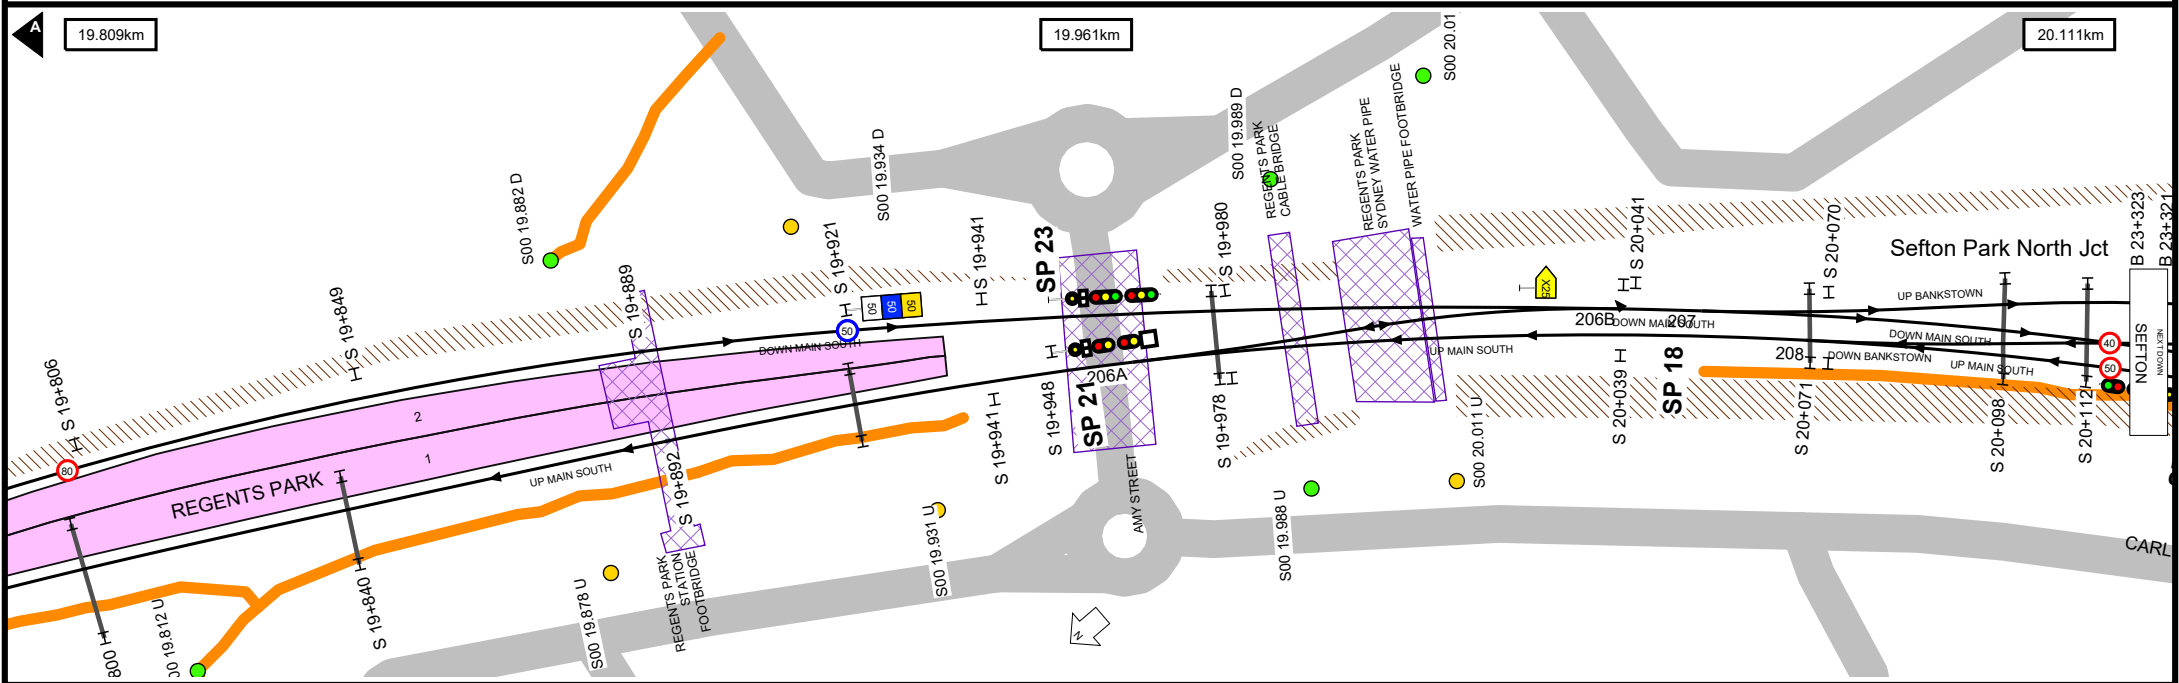 A
19.809km
19.961km
20.111km
S00 20.01
S00 19.882 D
S00 19.934 D
S00 19.989 D
REGENTS PARK
CABLE BRIDGE
REGENTS PARK
SYDNEY WATER PIPE
WATER PIPE FOOTBRIDGE
S 19+806
S 19+849
S 19+889
S 19+921
S 19+941
SP 23
S 19+980
S 20+041
S 20+070
Sefton Park North Jct
B 23+323
B 23+321
50
50
50
50
X25
80
DOWN MAIN SOUTH
206B
DOWN MAIN SOUTH
207
UP BANKSTOWN
DOWN MAIN SOUTH
40
SEFTON
NEXT DOWN
UP MAIN SOUTH
208
DOWN BANKSTOWN
UP MAIN SOUTH
50
2
1
REGENTS PARK
UP MAIN SOUTH
206A
SP 21
SP 18
S 19+892
S 19+941
S 19+948
S 19+978
S 20+039
S 20+071
S 20+098
S 20+112
S00 20.011 U
AMY STREET
S00 19.988 U
S00 19.931 U
REGENTS PARK
STATION
FOOTBRIDGE
S00 19.878 U
S 19+840
800
00 19.812 U
N
CARL